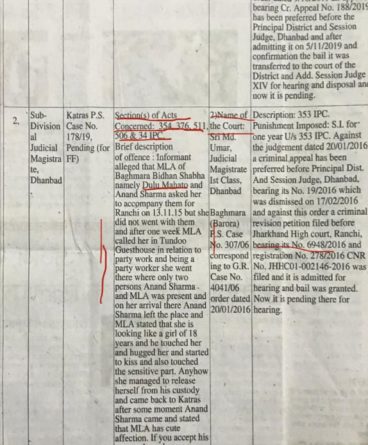 bearing Cr. Appeal No. 188/2019
has been preferred before the
Principal District and Session
Judge, Dhanbad and after
admitting it on 5/11/2019 and
confirmation the bail it was
transferred to the court of the
District and Add. Session Judge
XIV for hearing and disposal and
now it is pending.
2.
Sub-
Division
al
Judicial
Magistra
te,
Dhanbad
Katras P.S.
Case No.
178/19,
Pending (for
FF)
Section(s) of Acts
Concerned: 354, 376, 511,
506 & 34 IPC.
Brief description
of offence : Informant
alleged that MLA of
Baghmara Bidhan Shabha
namely Dulu Mahato and
Anand Sharma asked her
to accompany them for
Ranchi on 13.11.15 but she
did not went with them
and after one week MLA
called her in Tundoo
Guesthouse in relation to
party work and being a
party worker she went
there where only two
persons Anand Sharma
and MLA was present and
on her arrival there Anand
Sharma left the place and
MLA stated that she is
looking like a girl of 18
years and he touched her
and hugged her and started
to kiss and also touched
the sensitive part. Anyhow
she managed to release
herself from his custody
and came back to Katras
after some moment Anand
Sharma came and stated
that MLA has cute
affection. If you accept his
2)Name of
the Court:
Sri Md.
Umar,
Judicial
Magistrate
1st Class,
Dhanbad
Baghmara
(Barora)
P.S. Case
No. 307/06
correspond
ing to G.R.
Case No.
4041/06
order dated
20/01/2016
Description: 353 IPC.
Punishment Imposed: S.I. for
one year U/s 353 IPC. Against
the judgement dated 20/01/2016
a criminal appeal has been
preferred before Principal Dist.
And Session Judge, Dhanbad,
bearing its No. 19/2016 which
was dismissed on 17/02/2016
and against this order a criminal
revision petition filed before
Jharkhand High court, Ranchi,
bearing its No. 6948/2016 and
registration No. 278/2016 CNR
No. JHHC01-002146-2016 was
filed and it is admitted for
hearing and bail was granted.
Now it is pending there for
hearing.